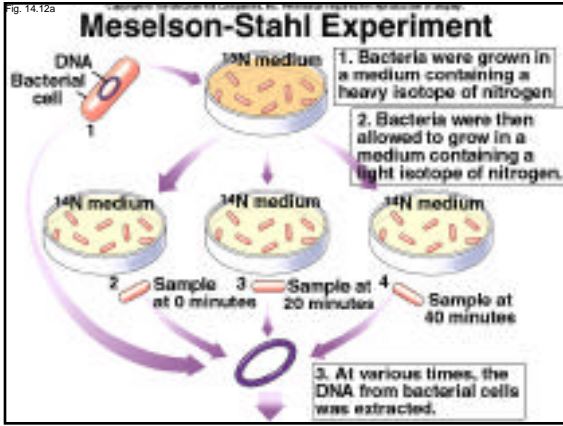 Fig. 14.12a
Meselson-Stahl Experiment
DNA
Bacterial
cell
1
15N medium
1. Bacteria were grown in
a medium containing a
heavy isotope of nitrogen
2. Bacteria were then
allowed to grow in a
medium containing a
light isotope of nitrogen.
14N medium
14N medium
14N medium
2
Sample
at 0 minutes
3
Sample at
20 minutes
4
Sample at
40 minutes
3. At various times, the
DNA from bacterial cells
was extracted.